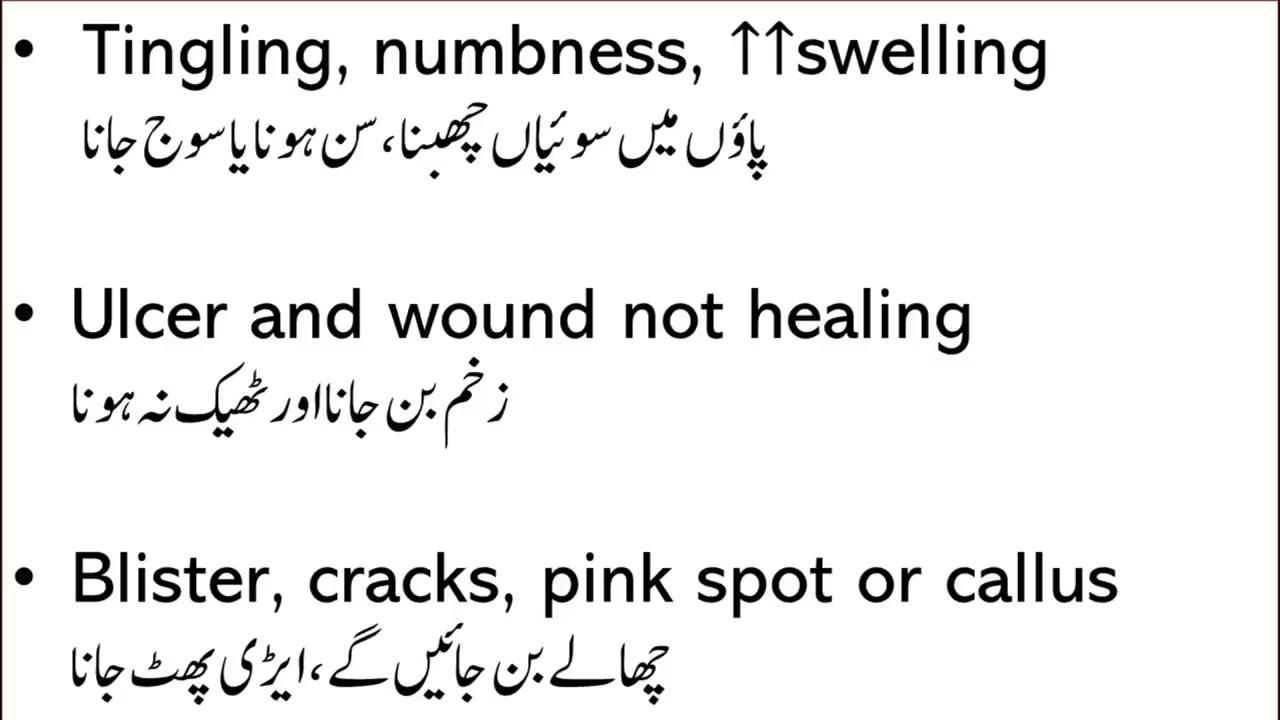 • Tingling, numbness, ↑↑swelling
پاؤں میں سوئیاں چھبنا، سن ہونا یا سوج جانا
• Ulcer and wound not healing
زخم بن جانا اور ٹھیک نہ ہونا
• Blister, cracks, pink spot or callus
چھالے بن جائیں گے، ایڑی پھٹ جانا